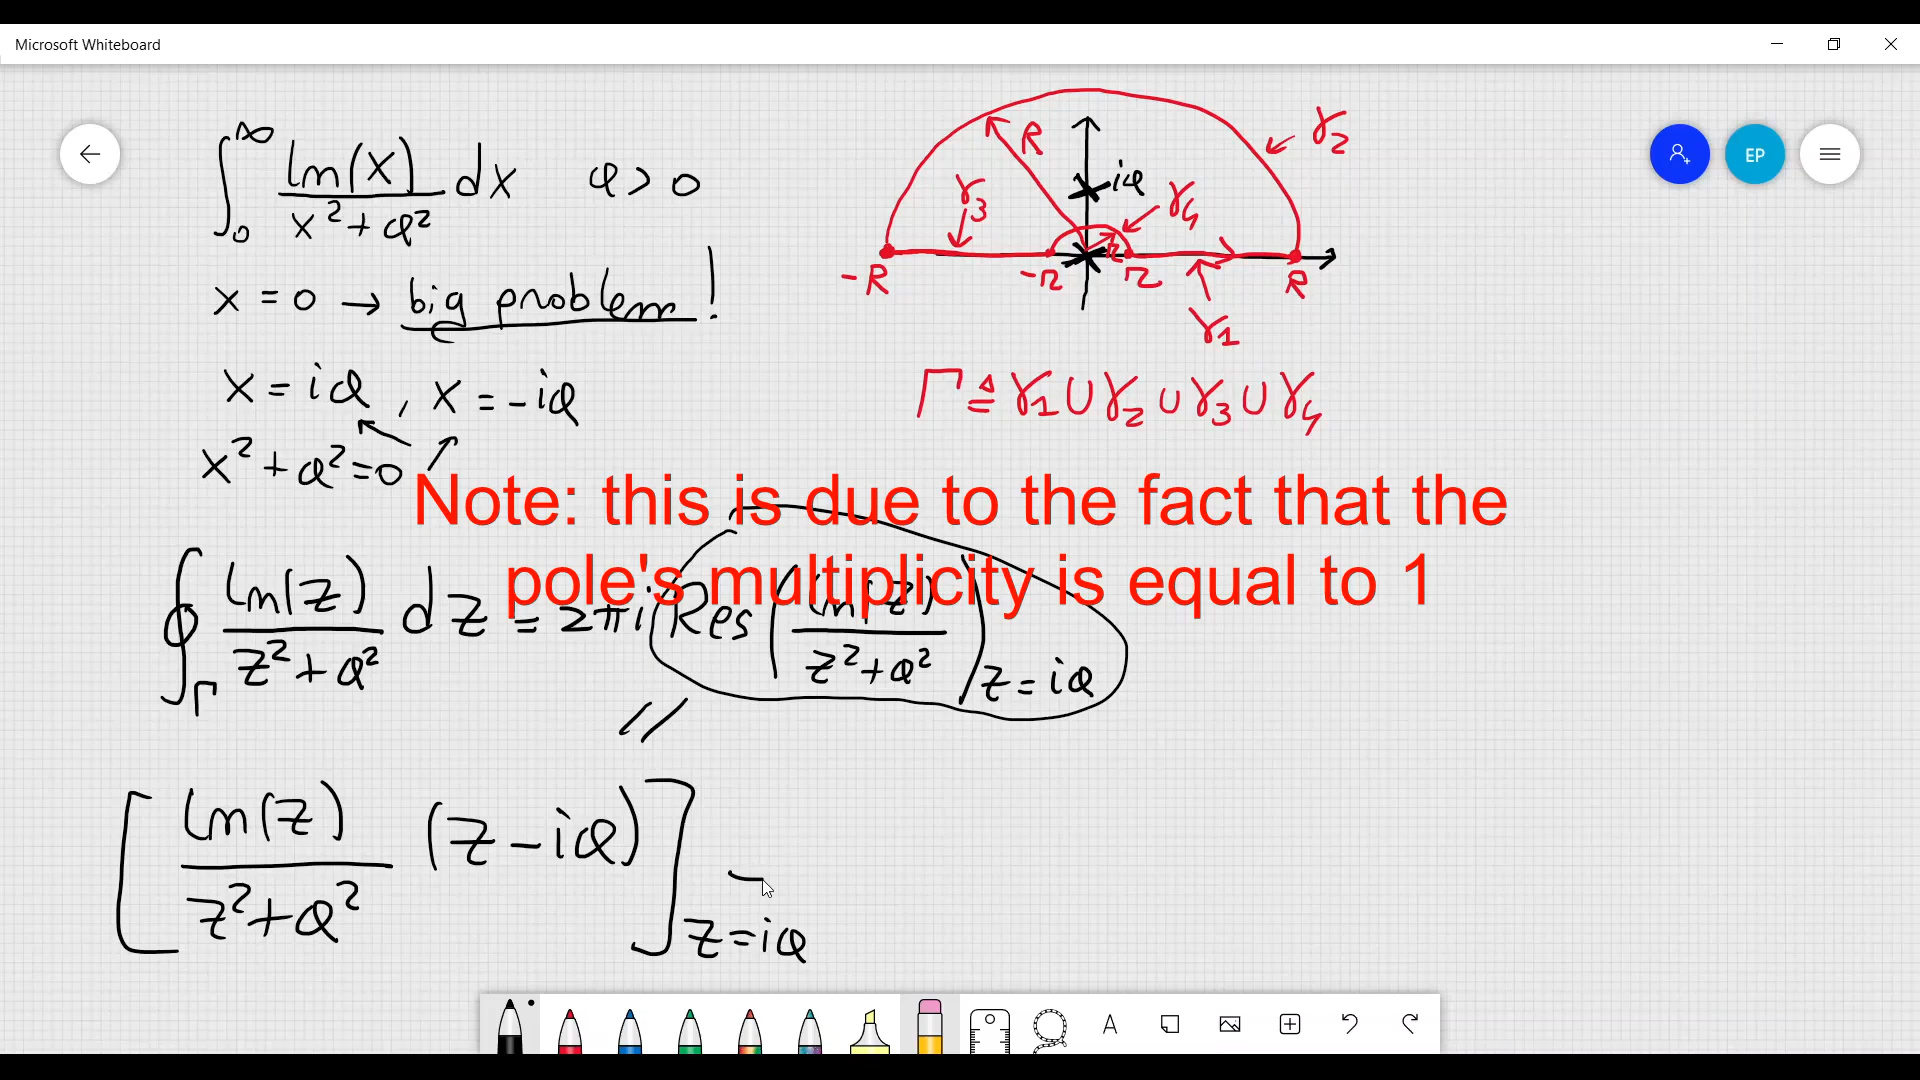 Microsoft Whiteboard
∫₀^∞ ln(x)/(x²+a²) dx a > 0
x = 0 → big problem!
x = ia, x = -ia
x² + a² = 0
R
γ₂
ia
γ₃
γ₄
r
-R -r r R
γ₁
Γ ≜ γ₁ ∪ γ₂ ∪ γ₃ ∪ γ₄
Note: this is due to the fact that the
pole's multiplicity is equal to 1
∮_Γ ln(z)/(z²+a²) dz = 2πi Res(ln(z)/(z²+a²))_{z=ia}
//
[ln(z)/(z²+a²) (z-ia)]_{z=ia}
EP
A